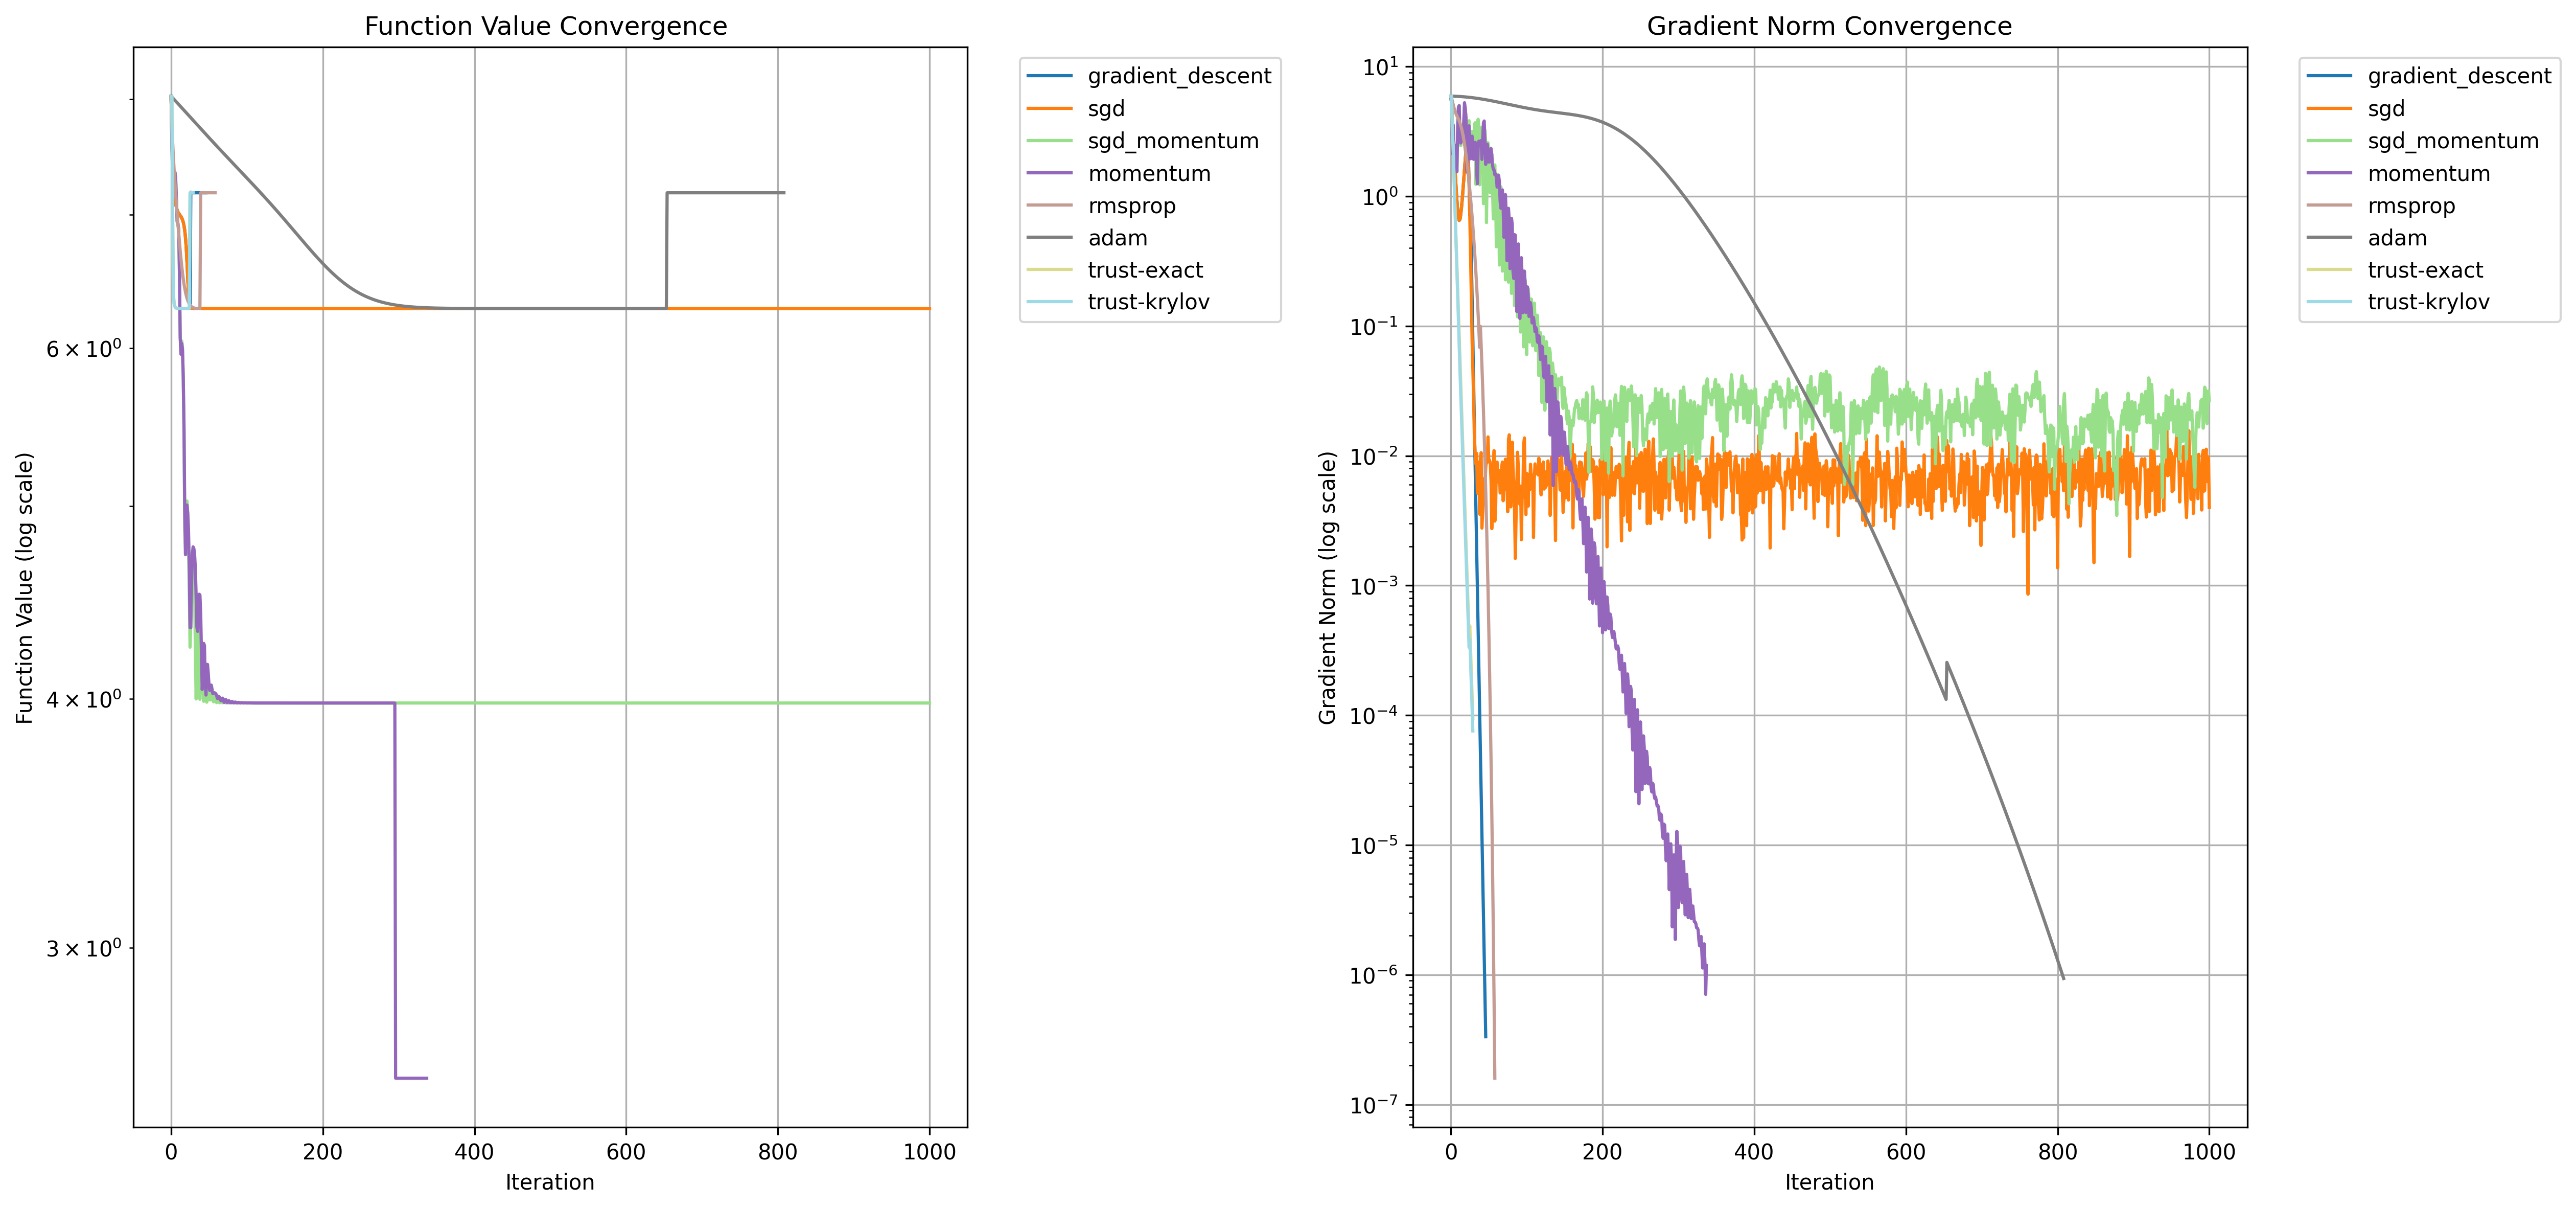 Function Value Convergence
Function Value (log scale)
6 × 10⁰
4 × 10⁰
3 × 10⁰
0 200 400 600 800 1000
Iteration
gradient_descent
sgd
sgd_momentum
momentum
rmsprop
adam
trust-exact
trust-krylov
Gradient Norm Convergence
Gradient Norm (log scale)
10¹
10⁰
10⁻¹
10⁻²
10⁻³
10⁻⁴
10⁻⁵
10⁻⁶
10⁻⁷
0 200 400 600 800 1000
Iteration
gradient_descent
sgd
sgd_momentum
momentum
rmsprop
adam
trust-exact
trust-krylov